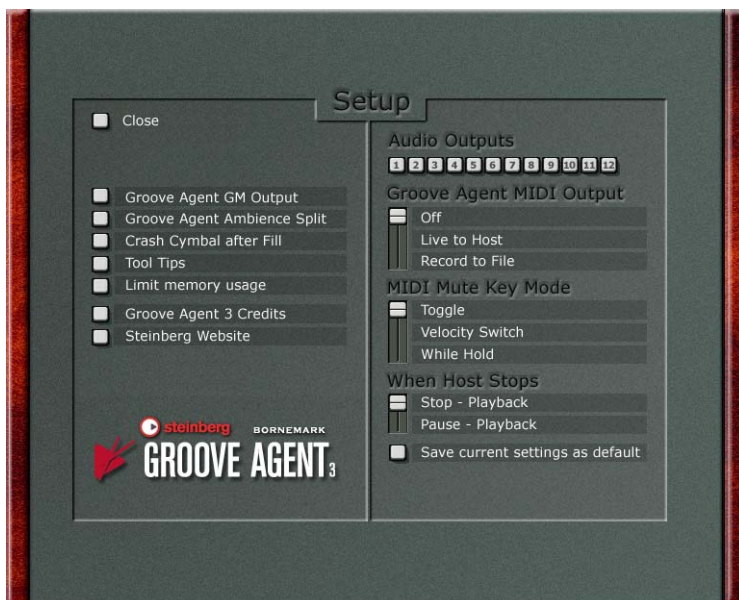 Setup
Close
Groove Agent GM Output
Groove Agent Ambience Split
Crash Cymbal after Fill
Tool Tips
Limit memory usage
Groove Agent 3 Credits
Steinberg Website
steinberg BORNEMARK
GROOVE AGENT 3
Audio Outputs
1 2 3 4 5 6 7 8 9 10 11 12
Groove Agent MIDI Output
Off
Live to Host
Record to File
MIDI Mute Key Mode
Toggle
Velocity Switch
While Hold
When Host Stops
Stop - Playback
Pause - Playback
Save current settings as default